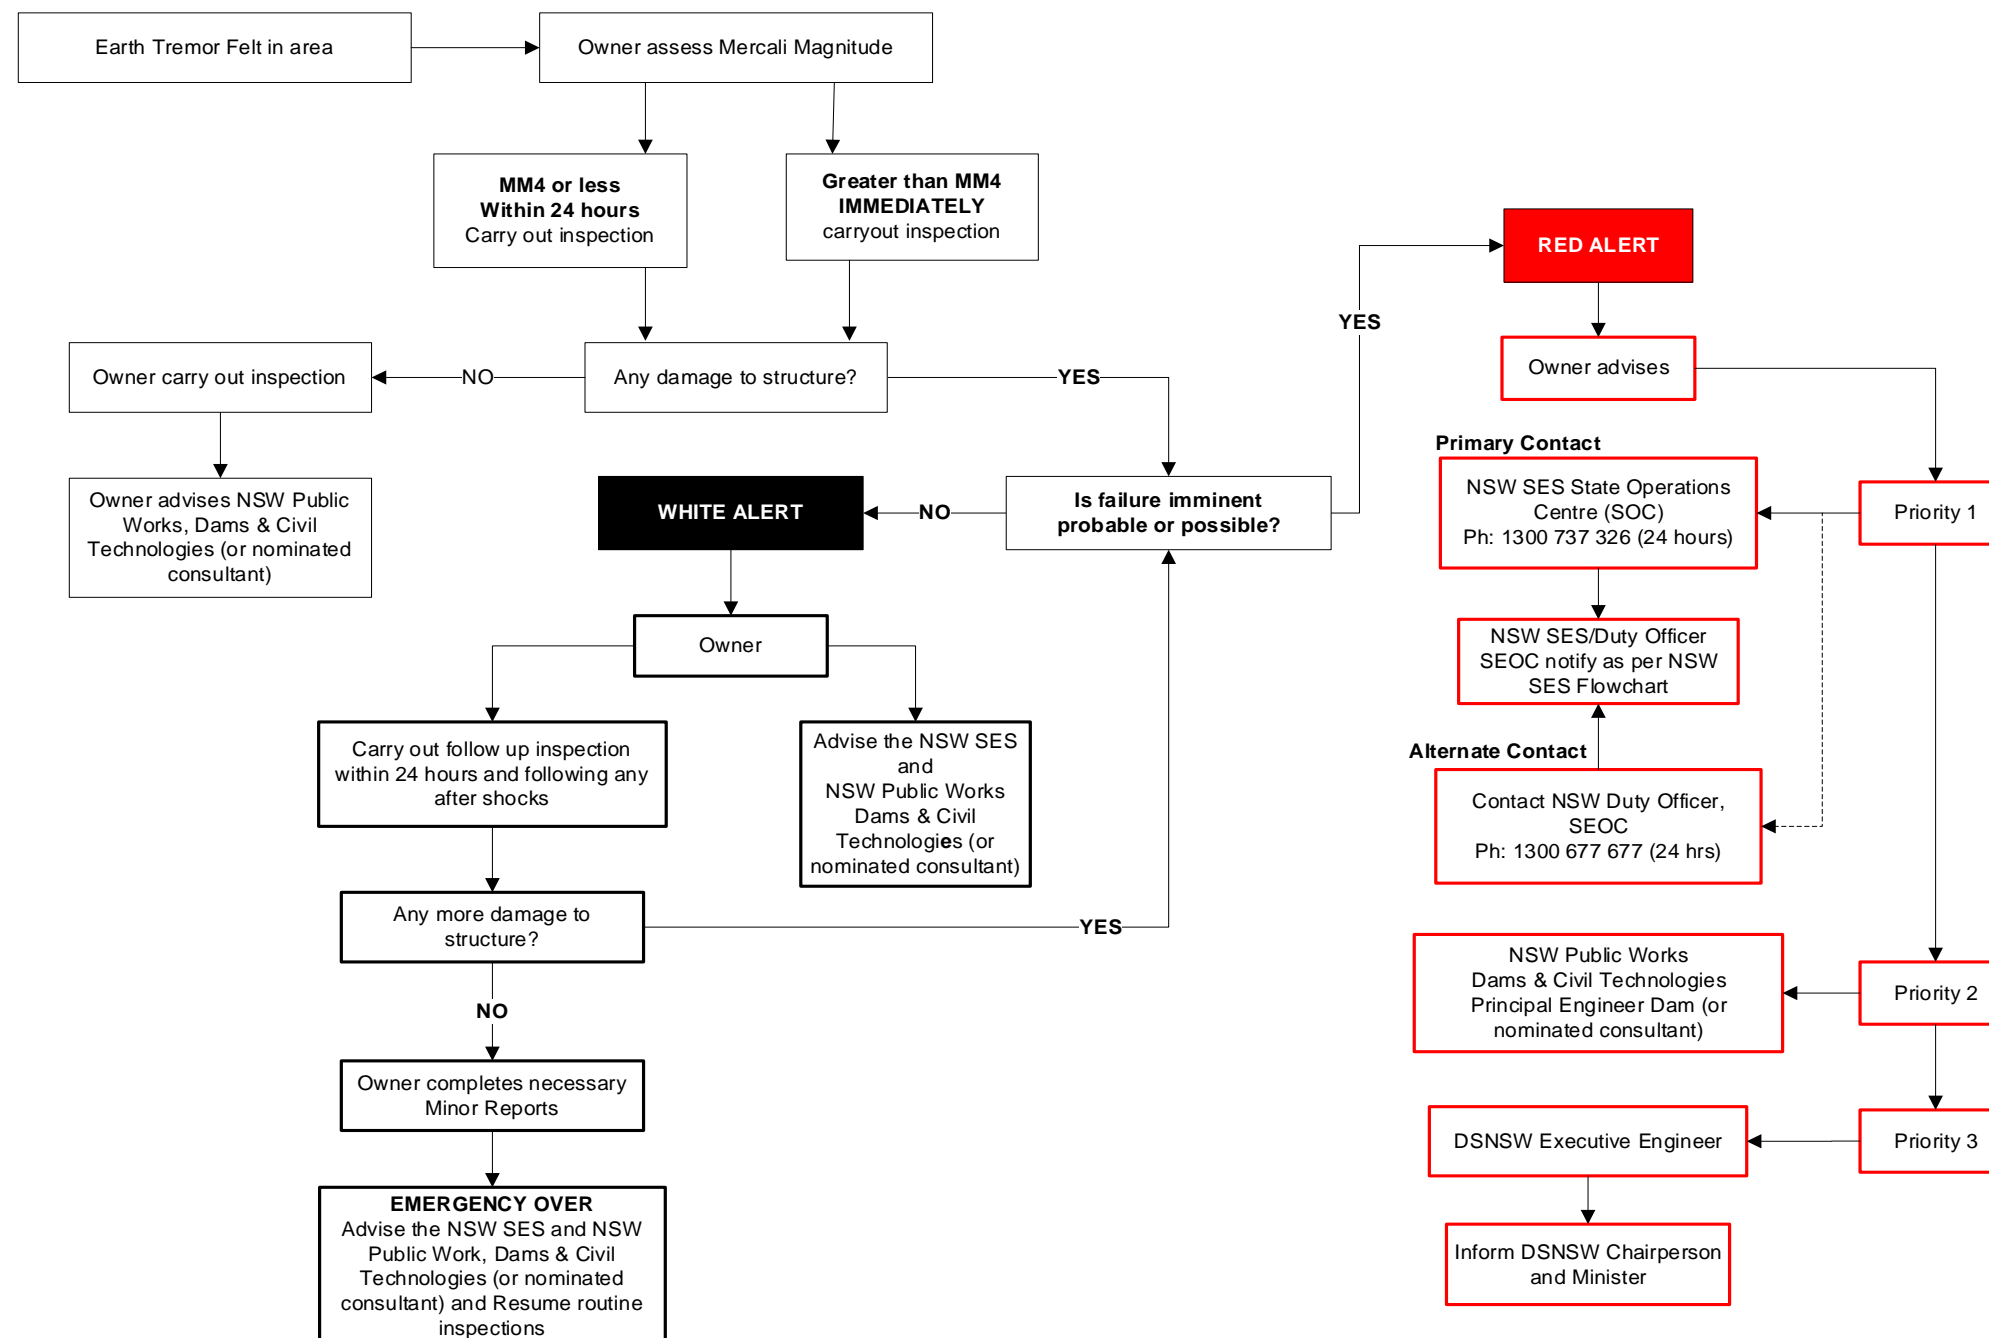 Earth Tremor Felt in area
Owner assess Mercali Magnitude
MM4 or less
Within 24 hours
Carry out inspection
Greater than MM4
IMMEDIATELY
carryout inspection
RED ALERT
YES
Owner advises
Owner carry out inspection
NO
Any damage to structure?
YES
Primary Contact
NSW SES State Operations
Centre (SOC)
Ph: 1300 737 326 (24 hours)
Priority 1
Owner advises NSW Public
Works, Dams & Civil
Technologies (or nominated
consultant)
WHITE ALERT
NO
Is failure imminent
probable or possible?
NSW SES/Duty Officer
SEOC notify as per NSW
SES Flowchart
Owner
Carry out follow up inspection
within 24 hours and following any
after shocks
Advise the NSW SES
and
NSW Public Works
Dams & Civil
Technologies (or
nominated consultant)
Alternate Contact
Contact NSW Duty Officer,
SEOC
Ph: 1300 677 677 (24 hrs)
Any more damage to
structure?
YES
NSW Public Works
Dams & Civil Technologies
Principal Engineer Dam (or
nominated consultant)
Priority 2
NO
Owner completes necessary
Minor Reports
DSNSW Executive Engineer
Priority 3
EMERGENCY OVER
Advise the NSW SES and NSW
Public Work, Dams & Civil
Technologies (or nominated
consultant) and Resume routine
inspections
Inform DSNSW Chairperson
and Minister